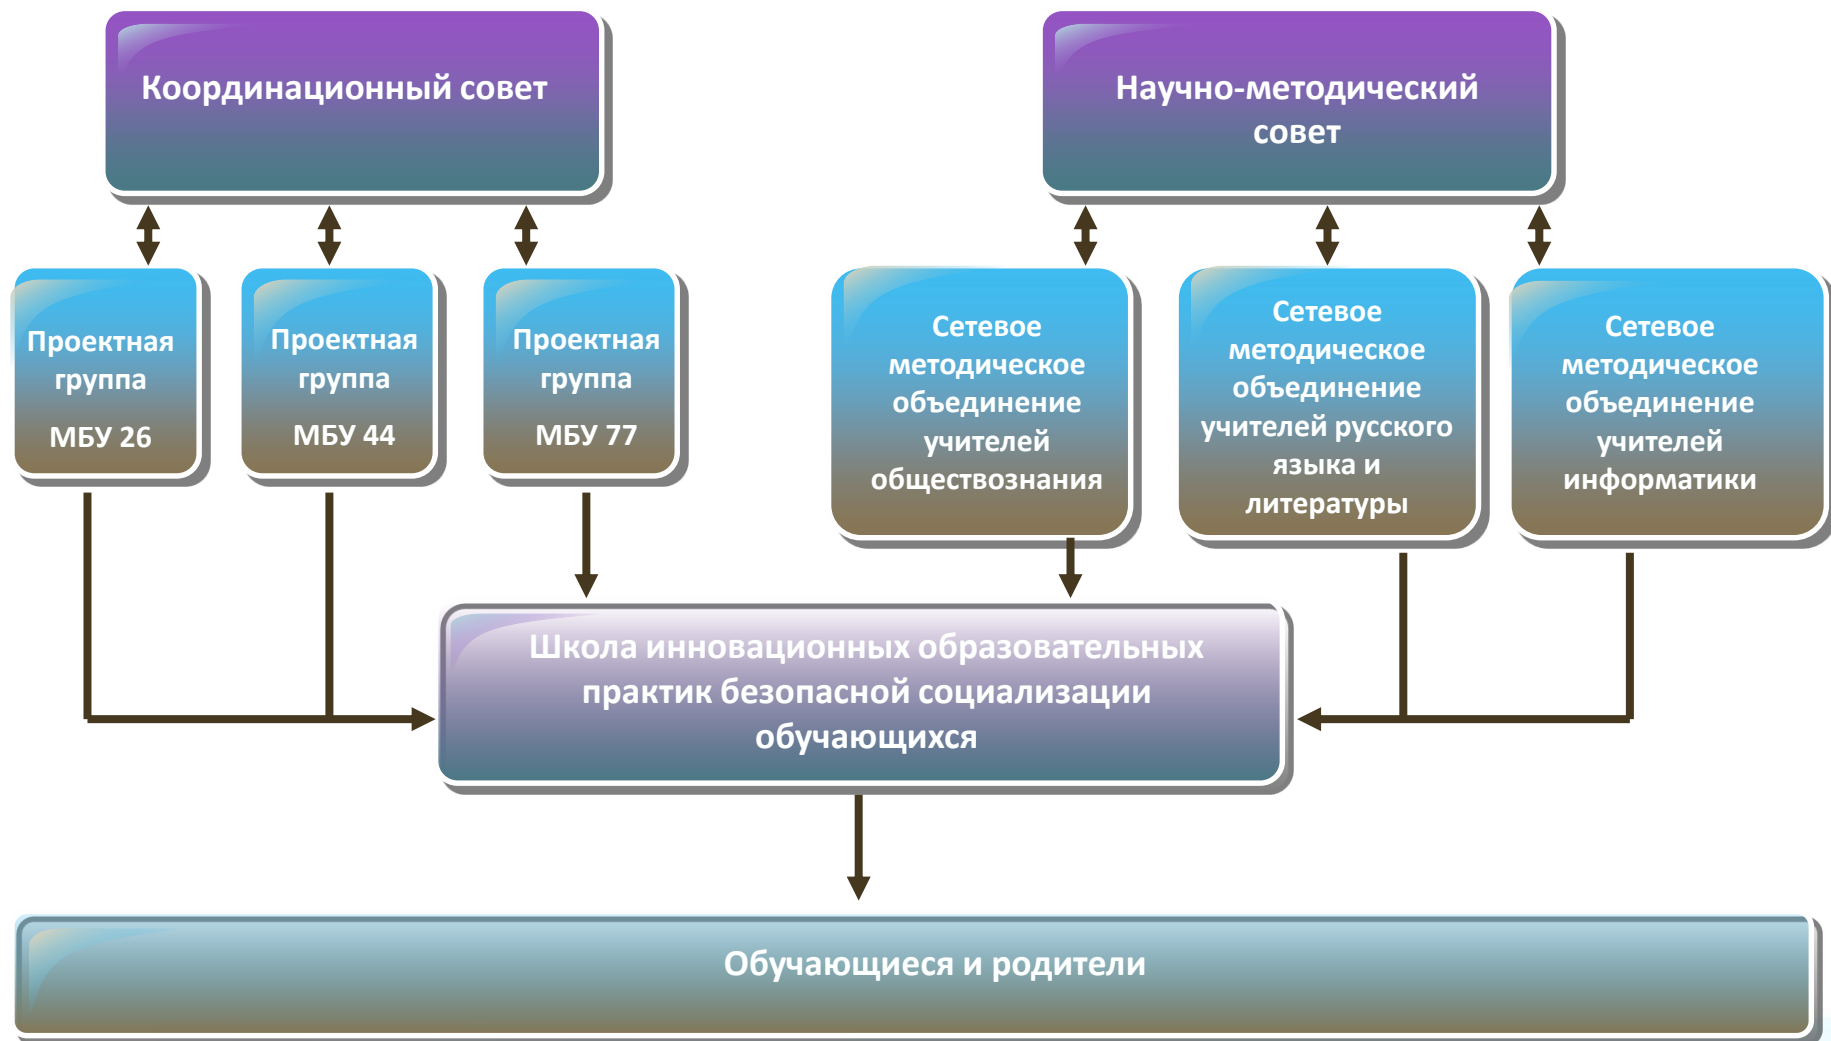 Координационный совет
Научно-методический
совет
Проектная
группа
МБУ 26
Проектная
группа
МБУ 44
Проектная
группа
МБУ 77
Сетевое
методическое
объединение
учителей
обществознания
Сетевое
методическое
объединение
учителей русского
языка и
литературы
Сетевое
методическое
объединение
учителей
информатики
Школа инновационных образовательных
практик безопасной социализации
обучающихся
Обучающиеся и родители